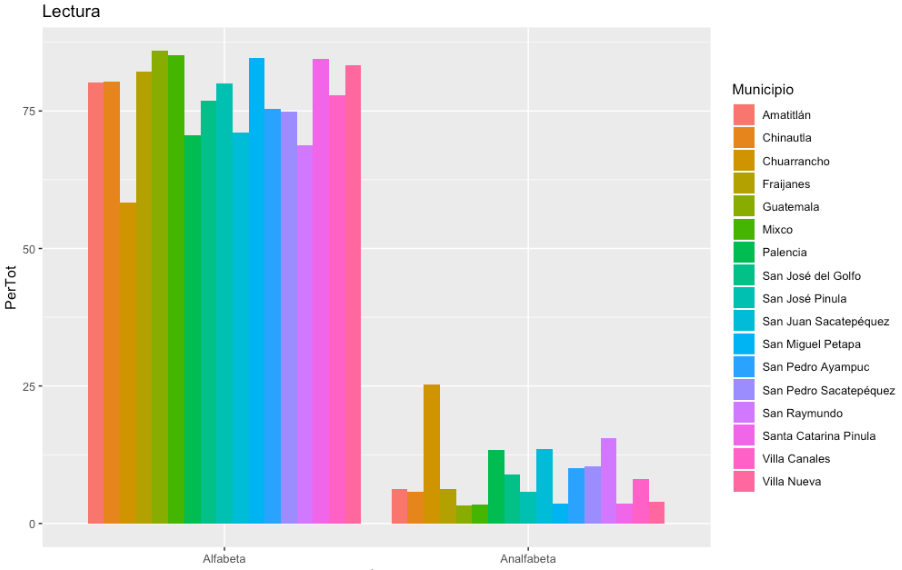 Lectura
PerTot
75
50
25
0
Alfabeta
Analfabeta
Municipio
Amatitlán
Chinautla
Chuarrancho
Fraijanes
Guatemala
Mixco
Palencia
San José del Golfo
San José Pinula
San Juan Sacatepéquez
San Miguel Petapa
San Pedro Ayampuc
San Pedro Sacatepéquez
San Raymundo
Santa Catarina Pinula
Villa Canales
Villa Nueva